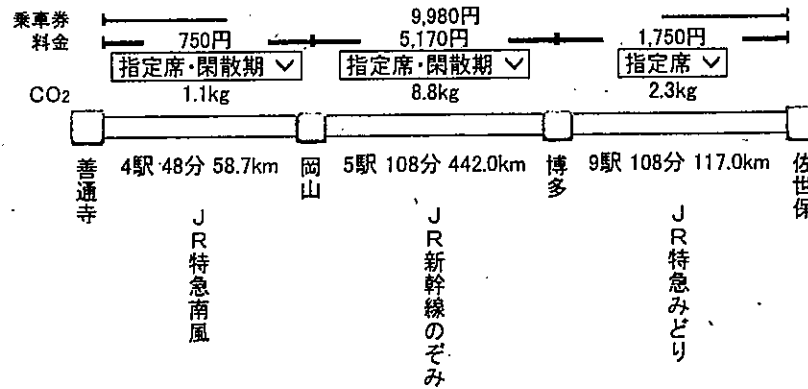 乗車券 9,980円
料金 750円 5,170円 1,750円
指定席・閑散期 指定席・閑散期 指定席
CO2 1.1kg 8.8kg 2.3kg
善通寺 4駅 48分 58.7km 岡山 5駅 108分 442.0km 博多 9駅 108分 117.0km 佐世保
JR特急南風
JR新幹線のぞみ
JR特急みどり